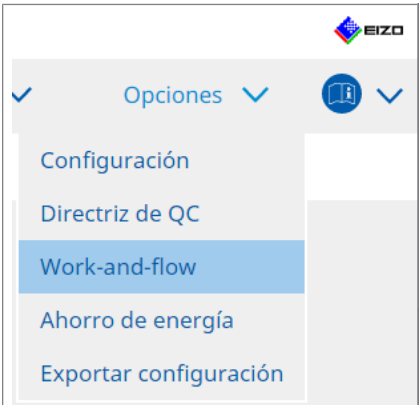 EIZO
Opciones
Configuración
Directriz de QC
Work-and-flow
Ahorro de energía
Exportar configuración